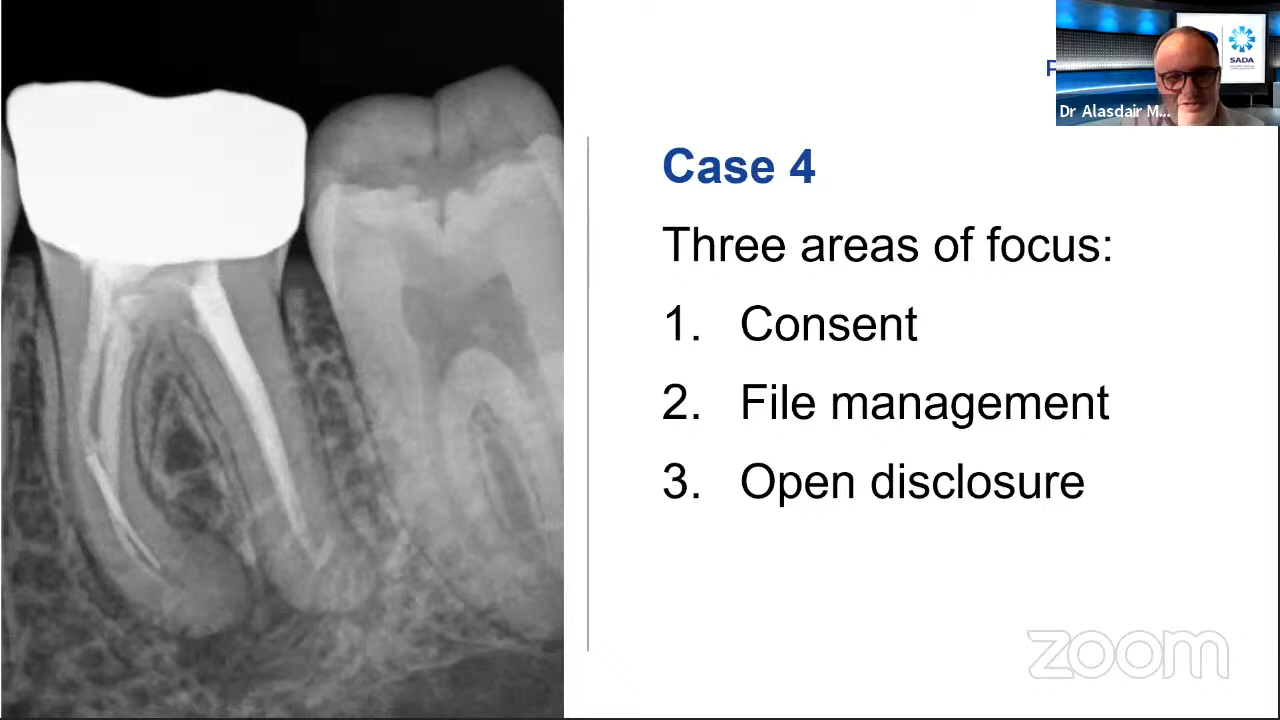 SADA
P
Dr Alasdair M...
Case 4
Three areas of focus:
1. Consent
2. File management
3. Open disclosure
zoom